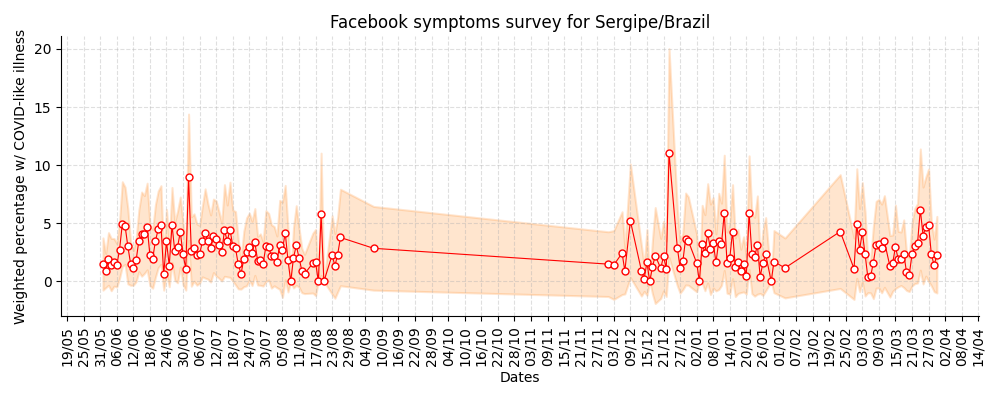 Facebook symptoms survey for Sergipe/Brazil
Weighted percentage w/ COVID-like illness
20
15
10
5
0
19/05 25/05 31/05 06/06 12/06 18/06 24/06 30/06 06/07 12/07 18/07 24/07 30/07 05/08 11/08 17/08 23/08 29/08 04/09 10/09 16/09 22/09 28/09 04/10 10/10 16/10 22/10 28/10 03/11 09/11 15/11 21/11 27/11 03/12 09/12 15/12 21/12 27/12 02/01 08/01 14/01 20/01 26/01 01/02 07/02 13/02 19/02 25/02 03/03 09/03 15/03 21/03 27/03 02/04 08/04 14/04
Dates